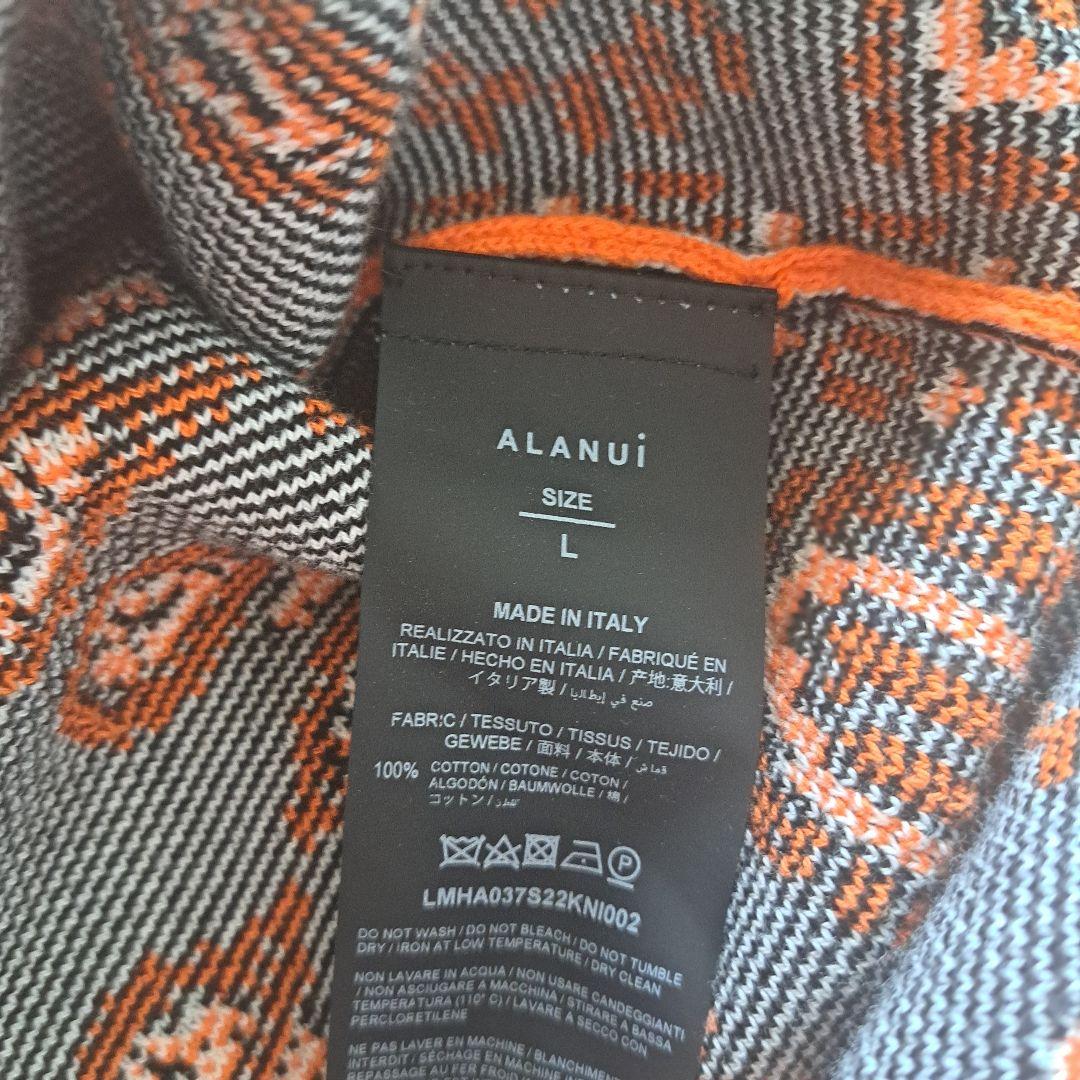 ALANUi
SIZE
L
MADE IN ITALY
REALIZZATO IN ITALIA / FABRIQUÉ EN
ITALIE / HECHO EN ITALIA / 产地:意大利 /
イタリア製 / صنع في إيطاليا
FABRIC / TESSUTO / TISSUS / TEJIDO /
GEWEBE / 面料 / 本体 / قماش
100% COTTON / COTONE / COTON /
ALGODÓN / BAUMWOLLE / 棉 /
コットン / قطن
P
LMHA037S22KNI002
DO NOT WASH / DO NOT BLEACH / DO NOT TUMBLE
DRY / IRON AT LOW TEMPERATURE / DRY CLEAN
NON LAVARE IN ACQUA / NON USARE CANDEGGIANTI
/ NON ASCIUGARE A MACCHINA / STIRARE A BASSA
TEMPERATURA (110° C) / LAVARE A SECCO CON
PERCLORETILENE
NE PAS LAVER EN MACHINE / BLANCHIMENT
INTERDIT / SÉCHAGE EN MACHINE
REPASSAGE AU FER FROID